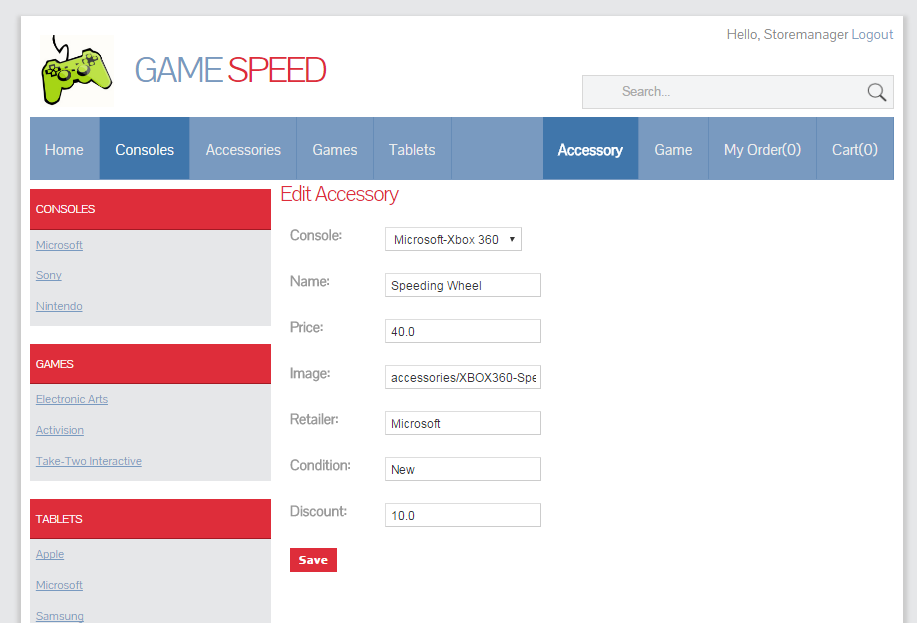 Hello, Storemanager Logout
GAME SPEED
Search...
Home Consoles Accessories Games Tablets Accessory Game My Order(0) Cart(0)
CONSOLES
Microsoft
Sony
Nintendo
GAMES
Electronic Arts
Activision
Take-Two Interactive
TABLETS
Apple
Microsoft
Samsung
Edit Accessory
Console: Microsoft-Xbox 360
Name: Speeding Wheel
Price: 40.0
Image: accessories/XBOX360-Spe
Retailer: Microsoft
Condition: New
Discount: 10.0
Save